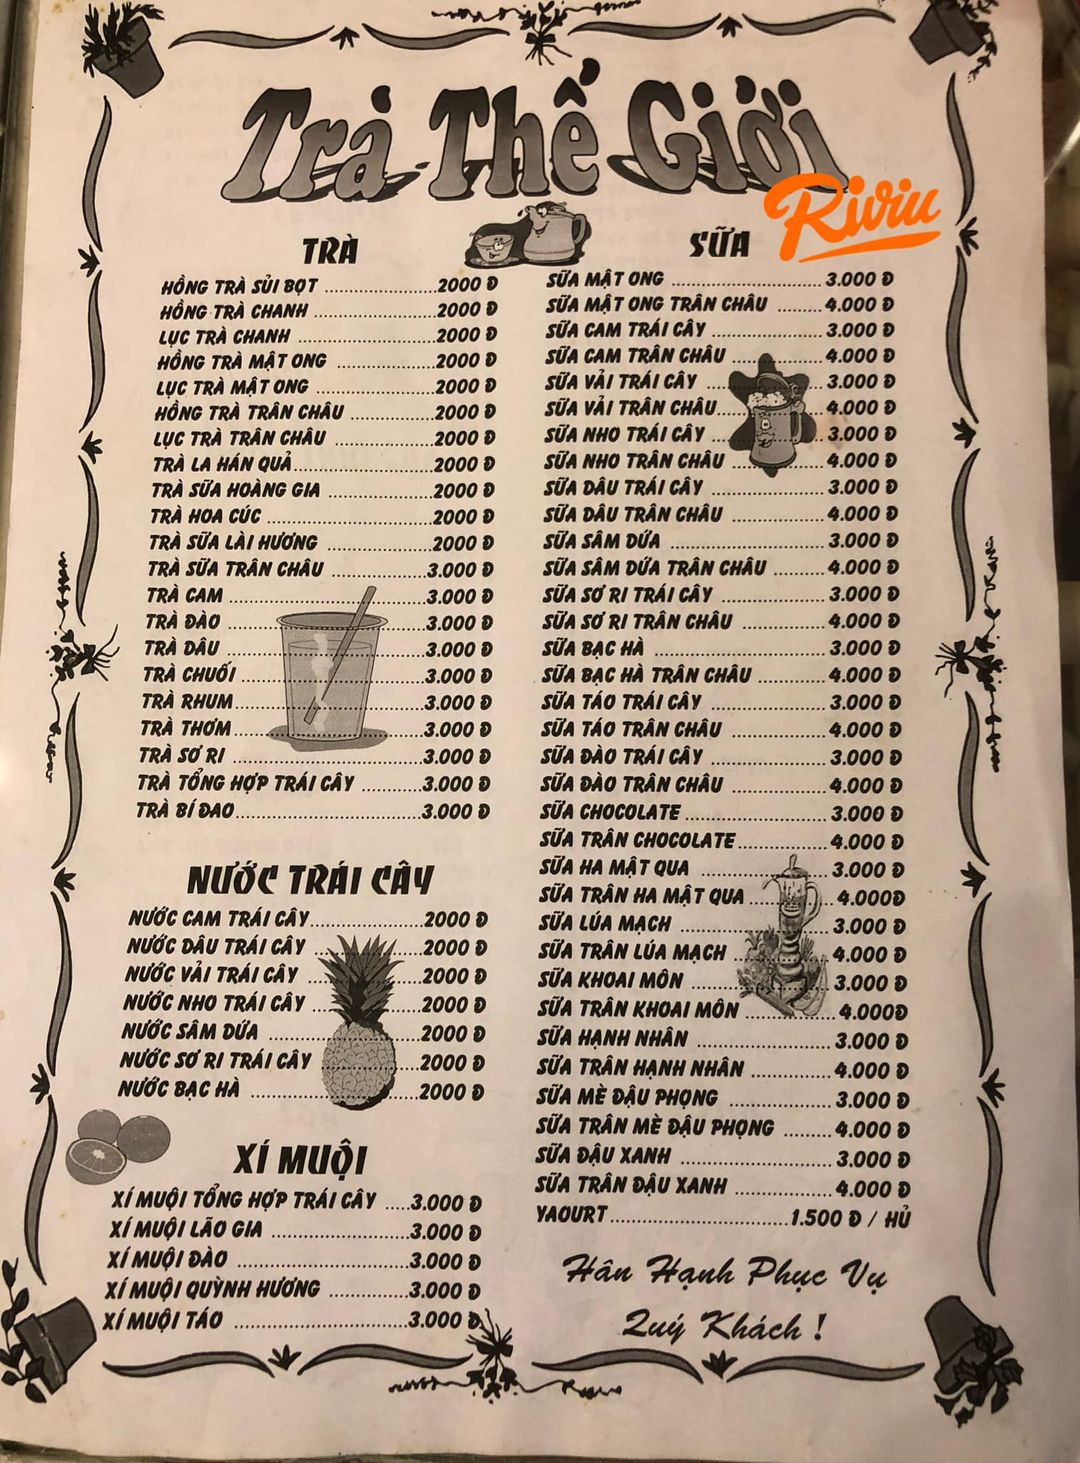 Trà Thế Giới
Riviu
TRÀ
HỒNG TRÀ SỦI BỌT ......................2000 Đ
HỒNG TRÀ CHANH ........................2000 Đ
LỤC TRÀ CHANH ...........................2000 Đ
HỒNG TRÀ MẬT ONG ....................2000 Đ
LỤC TRÀ MẬT ONG .......................2000 Đ
HỒNG TRÀ TRÂN CHÂU ..................2000 Đ
LỤC TRÀ TRÂN CHÂU ....................2000 Đ
TRÀ LA HÁN QUẢ............................2000 Đ
TRÀ SỮA HOÀNG GIA .....................2000 Đ
TRÀ HOA CÚC .................................2000 Đ
TRÀ SỮA LÀI HƯƠNG ......................2000 Đ
TRÀ SỮA TRÂN CHÂU ...................3.000 Đ
TRÀ CAM .......................................3.000 Đ
TRÀ ĐÀO .......................................3.000 Đ
TRÀ DÂU .......................................3.000 Đ
TRÀ CHUỐI ....................................3.000 Đ
TRÀ RHUM.....................................3.000 Đ
TRÀ THƠM.....................................3.000 Đ
TRÀ SƠ RI .....................................3.000 Đ
TRÀ TỔNG HỢP TRÁI CÂY ............3.000 Đ
TRÀ BÍ ĐAO....................................3.000 Đ
NƯỚC TRÁI CÂY
NƯỚC CAM TRÁI CÂY......................2000 Đ
NƯỚC DÂU TRÁI CÂY ......................2000 Đ
NƯỚC VẢI TRÁI CÂY .......................2000 Đ
NƯỚC NHO TRÁI CÂY .....................2000 Đ
NƯỚC SÂM DỨA .............................2000 Đ
NƯỚC SƠ RI TRÁI CÂY ....................2000 Đ
NƯỚC BẠC HÀ ................................2000 Đ
XÍ MUỘI
XÍ MUỘI TỔNG HỢP TRÁI CÂY .....3.000 Đ
XÍ MUỘI LÃO GIA ..........................3.000 Đ
XÍ MUỘI ĐÀO ................................3.000 Đ
XÍ MUỘI QUỲNH HƯƠNG ...............3.000 Đ
XÍ MUỘI TÁO .................................3.000 Đ
SỮA
SỮA MẬT ONG ..............................3.000 Đ
SỮA MẬT ONG TRÂN CHÂU .........4.000 Đ
SỮA CAM TRÁI CÂY ......................3.000 Đ
SỮA CAM TRÂN CHÂU ..................4.000 Đ
SỮA VẢI TRÁI CÂY .......................3.000 Đ
SỮA VẢI TRÂN CHÂU.....................4.000 Đ
SỮA NHO TRÁI CÂY ......................3.000 Đ
SỮA NHO TRÂN CHÂU ..................4.000 Đ
SỮA DÂU TRÁI CÂY .......................3.000 Đ
SỮA DÂU TRÂN CHÂU ...................4.000 Đ
SỮA SÂM DỨA ..............................3.000 Đ
SỮA SÂM DỨA TRÂN CHÂU ..........4.000 Đ
SỮA SƠ RI TRÁI CÂY ....................3.000 Đ
SỮA SƠ RI TRÂN CHÂU ................4.000 Đ
SỮA BẠC HÀ .................................3.000 Đ
SỮA BẠC HÀ TRÂN CHÂU .............4.000 Đ
SỮA TÁO TRÁI CÂY .......................3.000 Đ
SỮA TÁO TRÂN CHÂU ...................4.000 Đ
SỮA ĐÀO TRÁI CÂY .......................3.000 Đ
SỮA ĐÀO TRÂN CHÂU ...................4.000 Đ
SỮA CHOCOLATE...........................3.000 Đ
SỮA TRÂN CHOCOLATE.................4.000 Đ
SỮA HA MẬT QUA .........................3.000 Đ
SỮA TRÂN HA MẬT QUA ................4.000Đ
SỮA LÚA MẠCH ............................3.000 Đ
SỮA TRÂN LÚA MẠCH ...................4.000 Đ
SỮA KHOAI MÔN ..........................3.000 Đ
SỮA TRÂN KHOAI MÔN .................4.000Đ
SỮA HẠNH NHÂN .........................3.000 Đ
SỮA TRÂN HẠNH NHÂN ................4.000 Đ
SỮA MÈ ĐẬU PHỌNG ....................3.000 Đ
SỮA TRÂN MÈ ĐẬU PHỌNG .........4.000 Đ
SỮA ĐẬU XANH ............................3.000 Đ
SỮA TRÂN ĐẬU XANH ..................4.000 Đ
YAOURT..................................1.500 Đ / HỦ
Hân Hạnh Phục Vụ
Quý Khách !